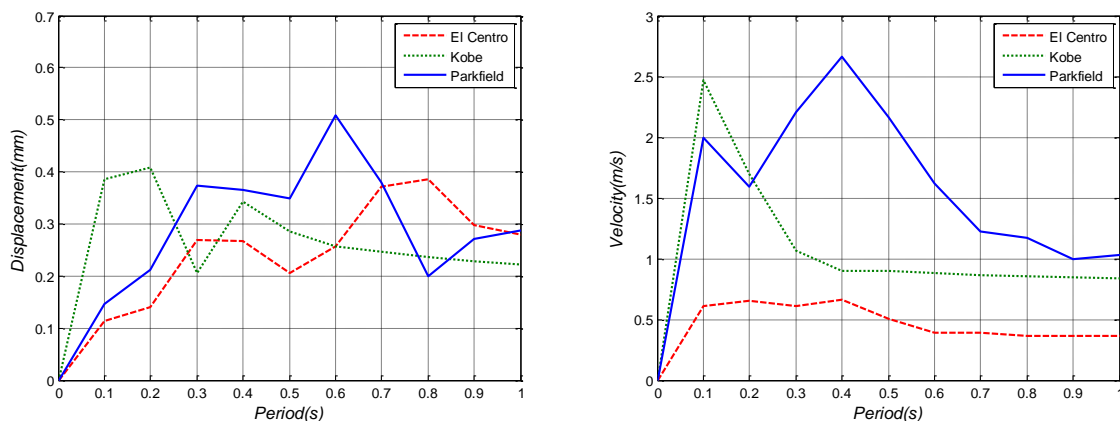 0.7
0.6
0.5
0.4
0.3
0.2
0.1
0
Displacement(mm)
El Centro
Kobe
Parkfield
0 0.1 0.2 0.3 0.4 0.5 0.6 0.7 0.8 0.9 1
Period(s)
3
2.5
2
1.5
1
0.5
0
Velocity(m/s)
El Centro
Kobe
Parkfield
0 0.1 0.2 0.3 0.4 0.5 0.6 0.7 0.8 0.9 1
Period(s)